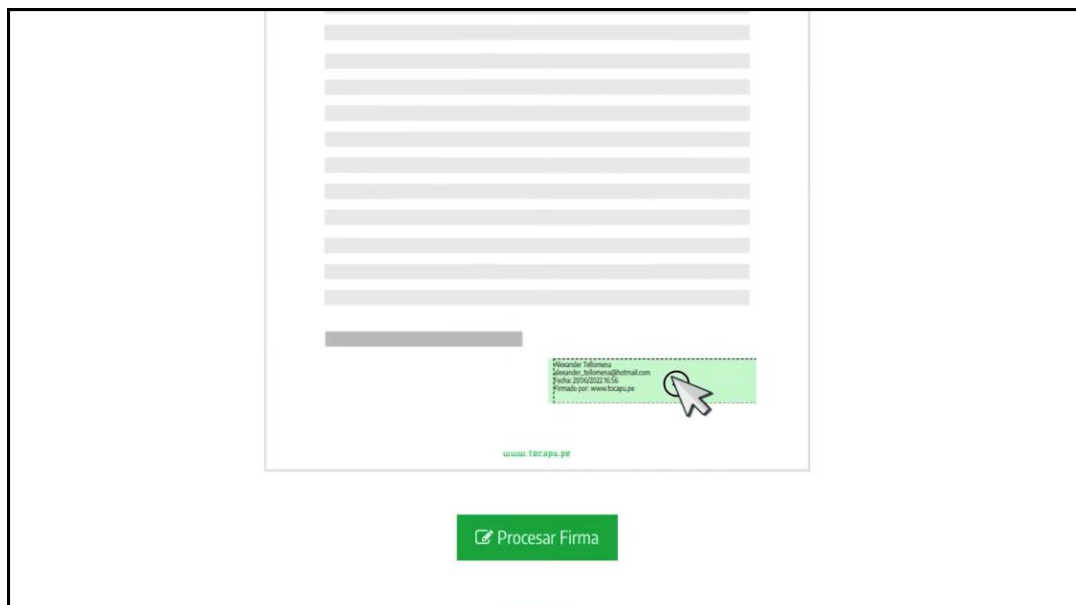 Alexander Tellomena
alexander_tellomena@hotmail.com
Fecha: 21/06/2022 16:56
Firmado por: www.tocapu.pe
www.tocapu.pe
Procesar Firma